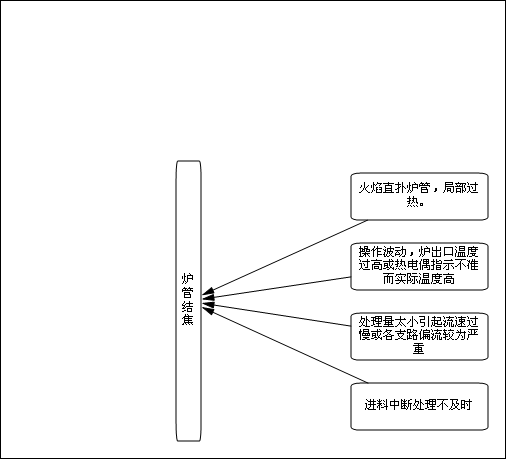 炉
管
结
焦
火焰直扑炉管，局部过
热。
操作波动，炉出口温度
过高或热电偶指示不准
而实际温度高
处理量太小引起流速过
慢或各支路偏流较为严
重
进料中断处理不及时